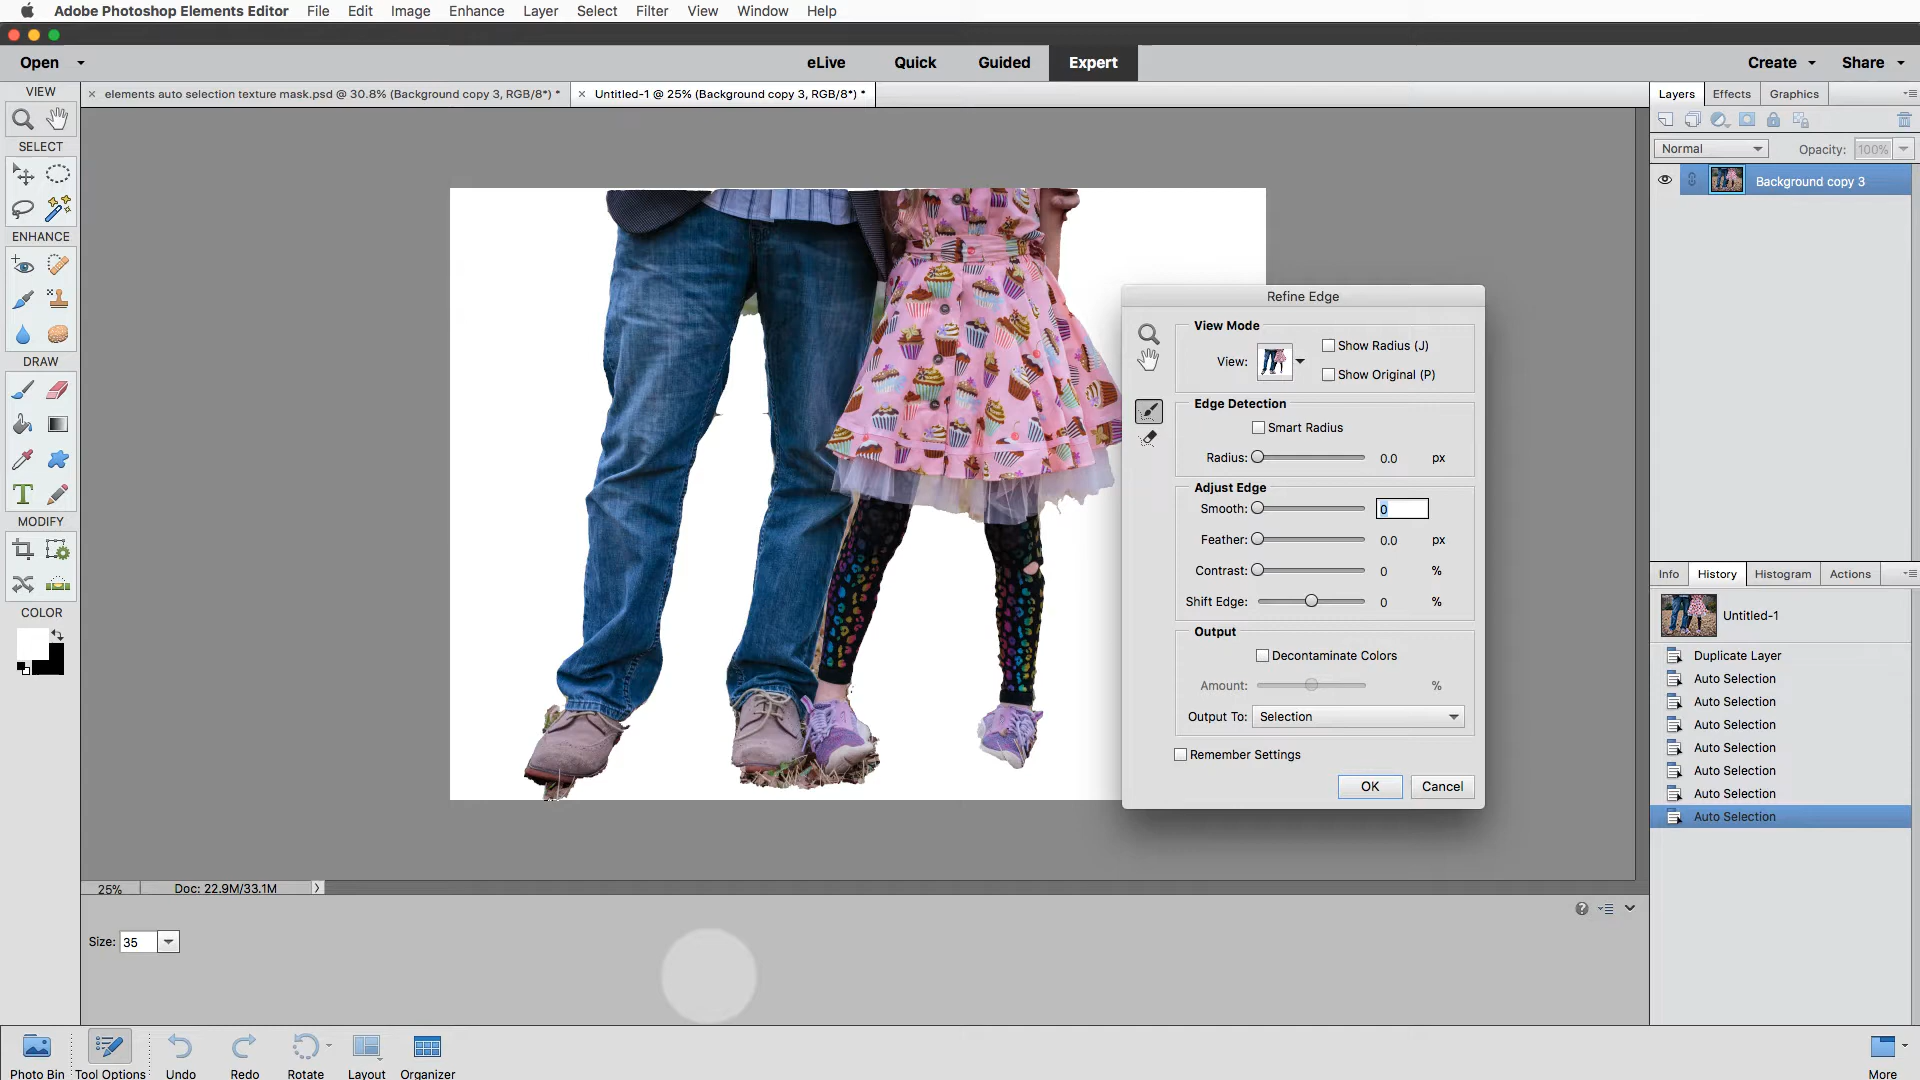 Adobe Photoshop Elements Editor File Edit Image Enhance Layer Select Filter View Window Help
Open eLive Quick Guided Expert Create Share
VIEW
× elements auto selection texture mask.psd @ 30.8% (Background copy 3, RGB/8*) * × Untitled-1 @ 25% (Background copy 3, RGB/8*) *
Layers Effects Graphics
SELECT
Normal Opacity: 100%
Background copy 3
ENHANCE
DRAW
MODIFY
COLOR
Refine Edge
View Mode
View: Show Radius (J)
Show Original (P)
Edge Detection
Smart Radius
Radius: 0.0 px
Adjust Edge
Smooth: 0
Feather: 0.0 px
Contrast: 0 %
Shift Edge: 0 %
Output
Decontaminate Colors
Amount: %
Output To: Selection
Remember Settings
OK Cancel
Info History Histogram Actions
Untitled-1
Duplicate Layer
Auto Selection
Auto Selection
Auto Selection
Auto Selection
Auto Selection
Auto Selection
Auto Selection
25% Doc: 22.9M/33.1M
Size: 35
Photo Bin Tool Options Undo Redo Rotate Layout Organizer More